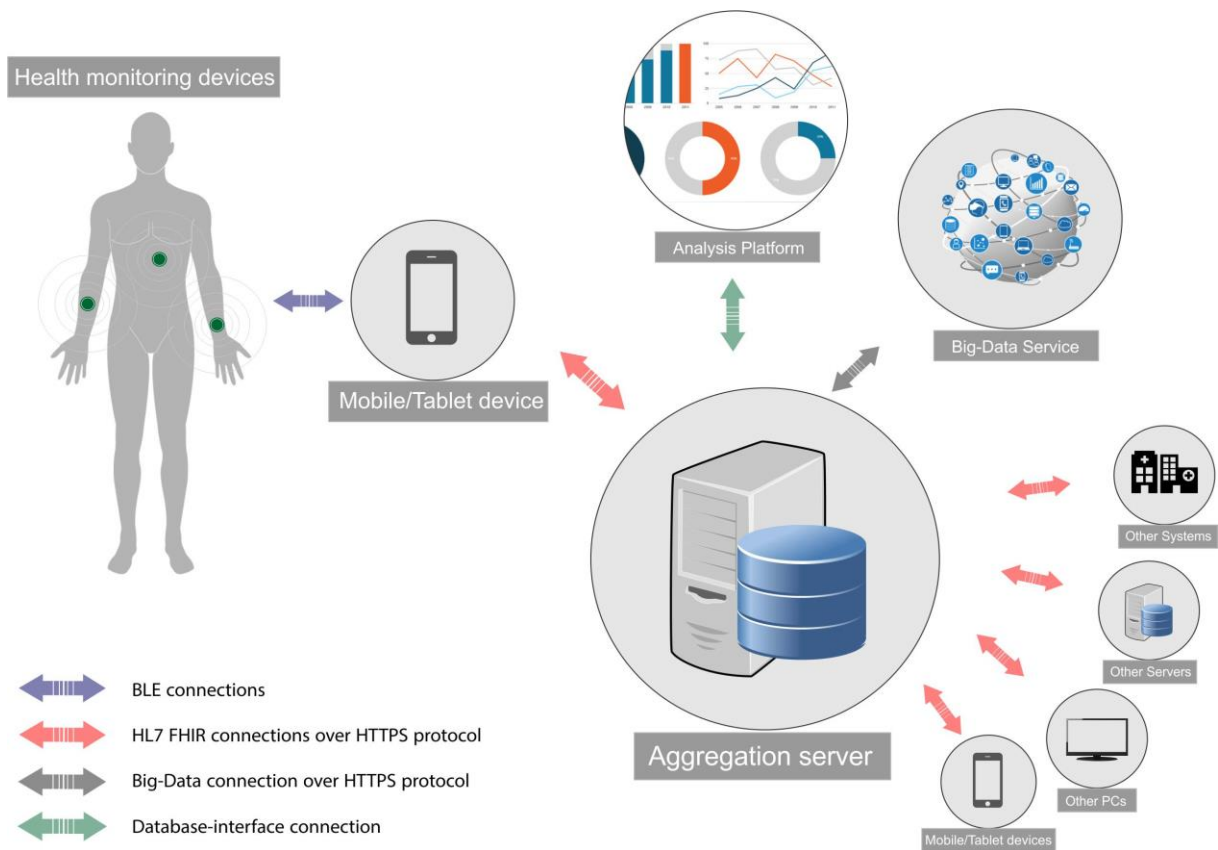 Health monitoring devices
Mobile/Tablet device
Analysis Platform
Big-Data Service
Aggregation server
Other Systems
Other Servers
Other PCs
Mobile/Tablet devices
BLE connections
HL7 FHIR connections over HTTPS protocol
Big-Data connection over HTTPS protocol
Database-interface connection